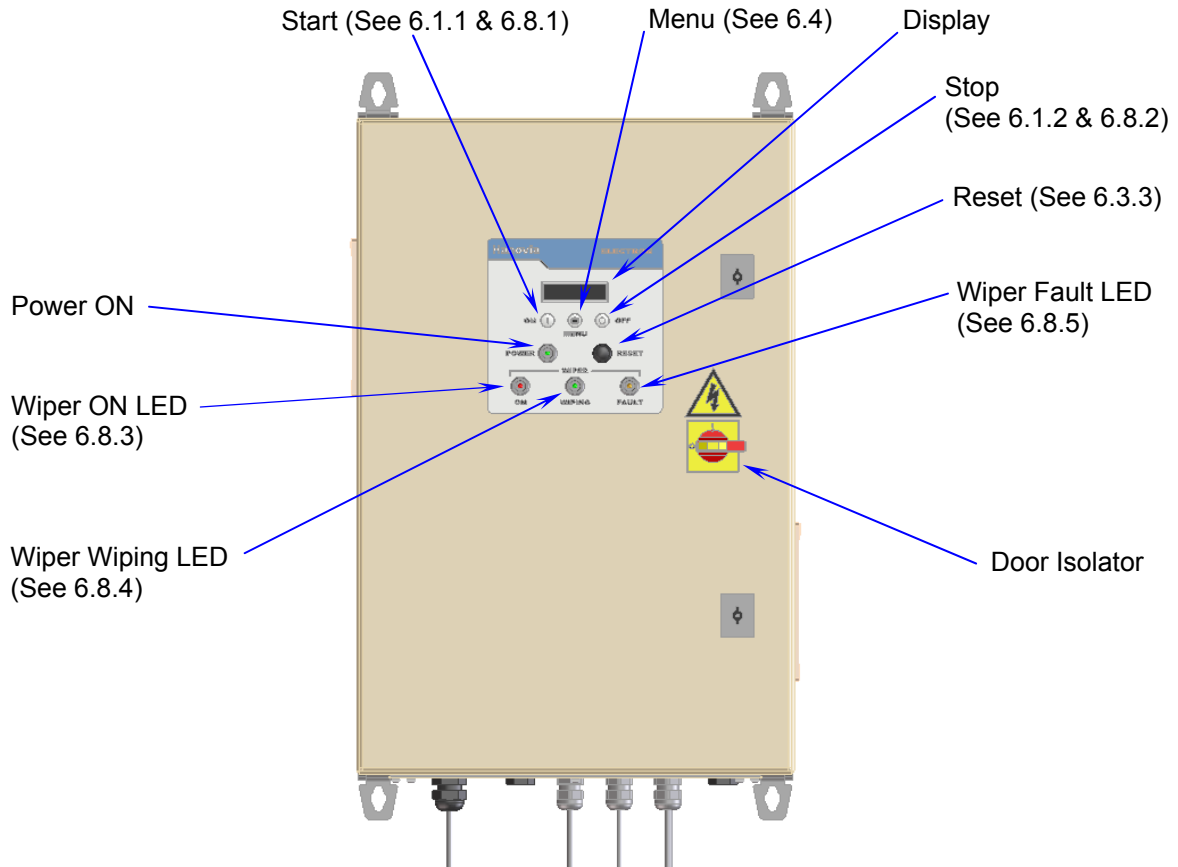 Start (See 6.1.1 & 6.8.1)
Menu (See 6.4)
Display
Stop
(See 6.1.2 & 6.8.2)
Reset (See 6.3.3)
Wiper Fault LED
(See 6.8.5)
Power ON
Wiper ON LED
(See 6.8.3)
Wiper Wiping LED
(See 6.8.4)
Door Isolator
ON
OFF
MENU
POWER
RESET
WIPER
ON
WIPING
FAULT